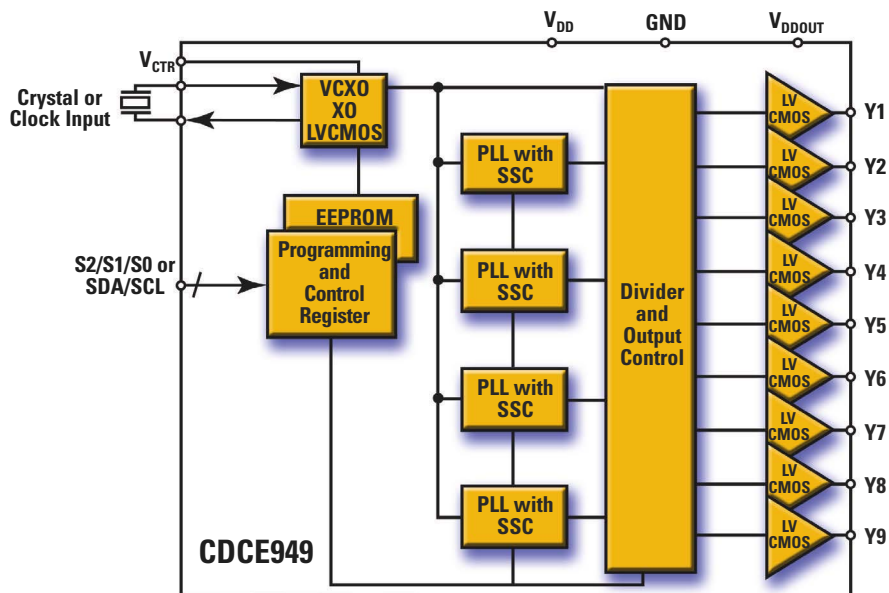 V_DD
GND
V_DDOUT
V_CTR
Crystal or
Clock Input
VCXO
XO
LVCMOS
EEPROM
Programming
and
Control
Register
S2/S1/S0 or
SDA/SCL
PLL with
SSC
PLL with
SSC
PLL with
SSC
PLL with
SSC
Divider
and
Output
Control
LV
CMOS
Y1
LV
CMOS
Y2
LV
CMOS
Y3
LV
CMOS
Y4
LV
CMOS
Y5
LV
CMOS
Y6
LV
CMOS
Y7
LV
CMOS
Y8
LV
CMOS
Y9
CDCE949